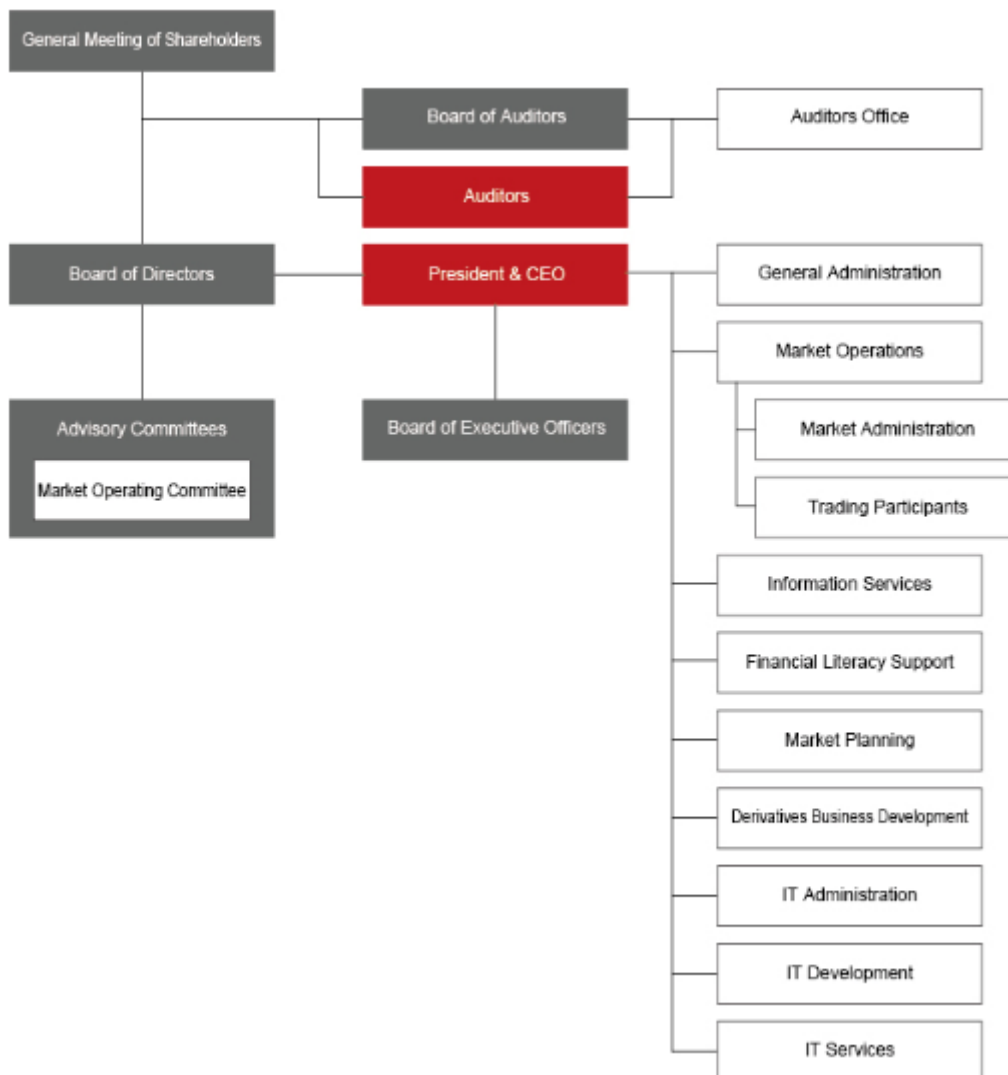 General Meeting of Shareholders
Board of Auditors
Auditors Office
Auditors
Board of Directors
President & CEO
General Administration
Market Operations
Advisory Committees
Market Operating Committee
Board of Executive Officers
Market Administration
Trading Participants
Information Services
Financial Literacy Support
Market Planning
Derivatives Business Development
IT Administration
IT Development
IT Services